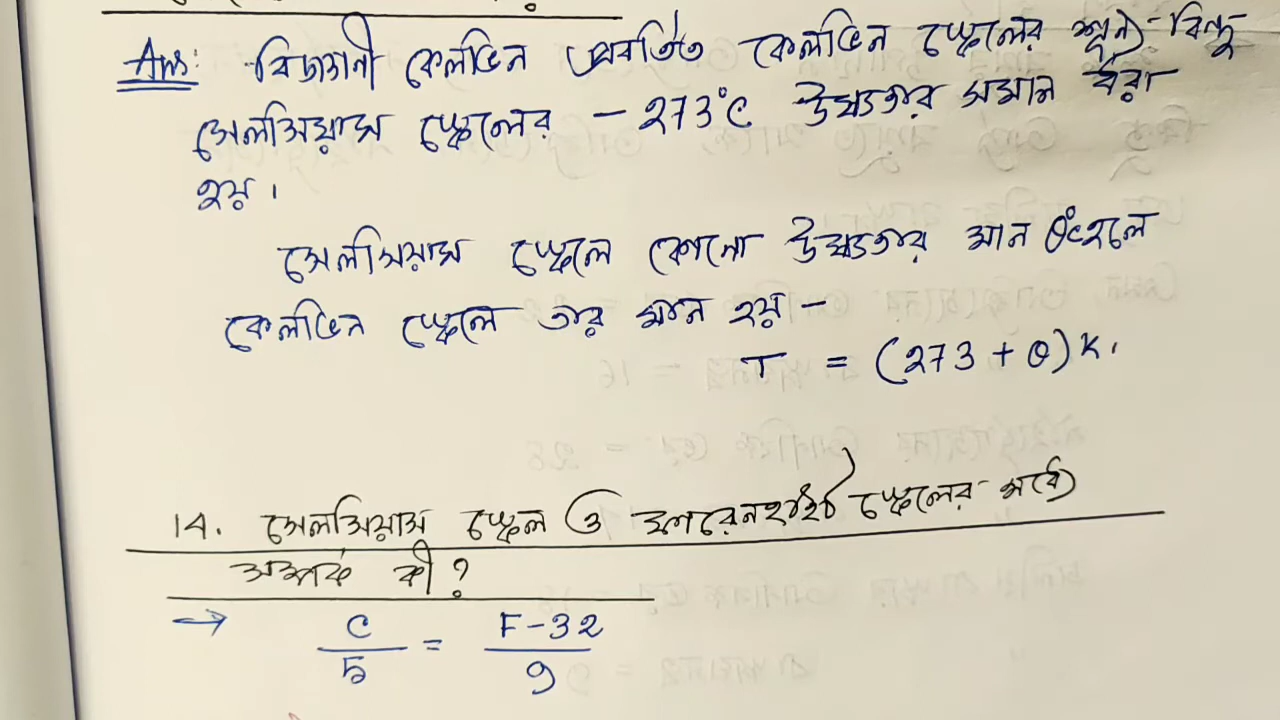 Ans: বিজ্ঞানী কেলভিন প্রবর্তিত কেলভিন স্কেলের শূন্য বিন্দু
সেলসিয়াস স্কেলের - 273°C উষ্ণতার সমান ধরা
হয়।
সেলসিয়াস স্কেলে কোনো উষ্ণতার মান θ°C হলে
কেলভিন স্কেলে তার মান হয় -
T = (273 + θ) K.
14. সেলসিয়াস স্কেল ও ফারেনহাইট স্কেলের মধ্যে
সম্পর্ক কী?
→ C/5 = F-32/9